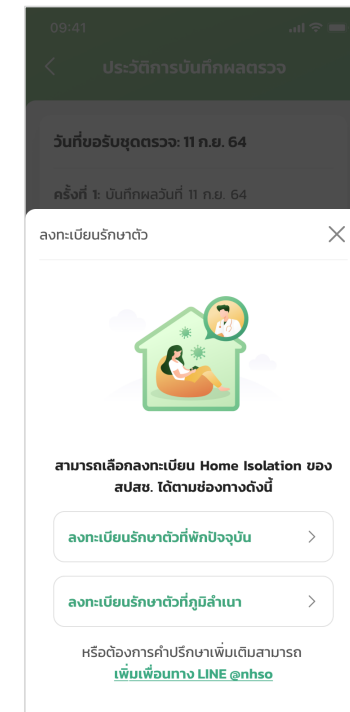 09:41
ประวัติการบันทึกผลตรวจ
วันที่ขอรับชุดตรวจ: 11 ก.ย. 64
ครั้งที่ 1: บันทึกผลวันที่ 11 ก.ย. 64
ลงทะเบียนรักษาตัว
สามารถเลือกลงทะเบียน Home Isolation ของ
สปสช. ได้ตามช่องทางดังนี้
ลงทะเบียนรักษาตัวที่พักปัจจุบัน
ลงทะเบียนรักษาตัวที่ภูมิลำเนา
หรือต้องการคำปรึกษาเพิ่มเติมสามารถ
เพิ่มเพื่อนทาง LINE @nhso